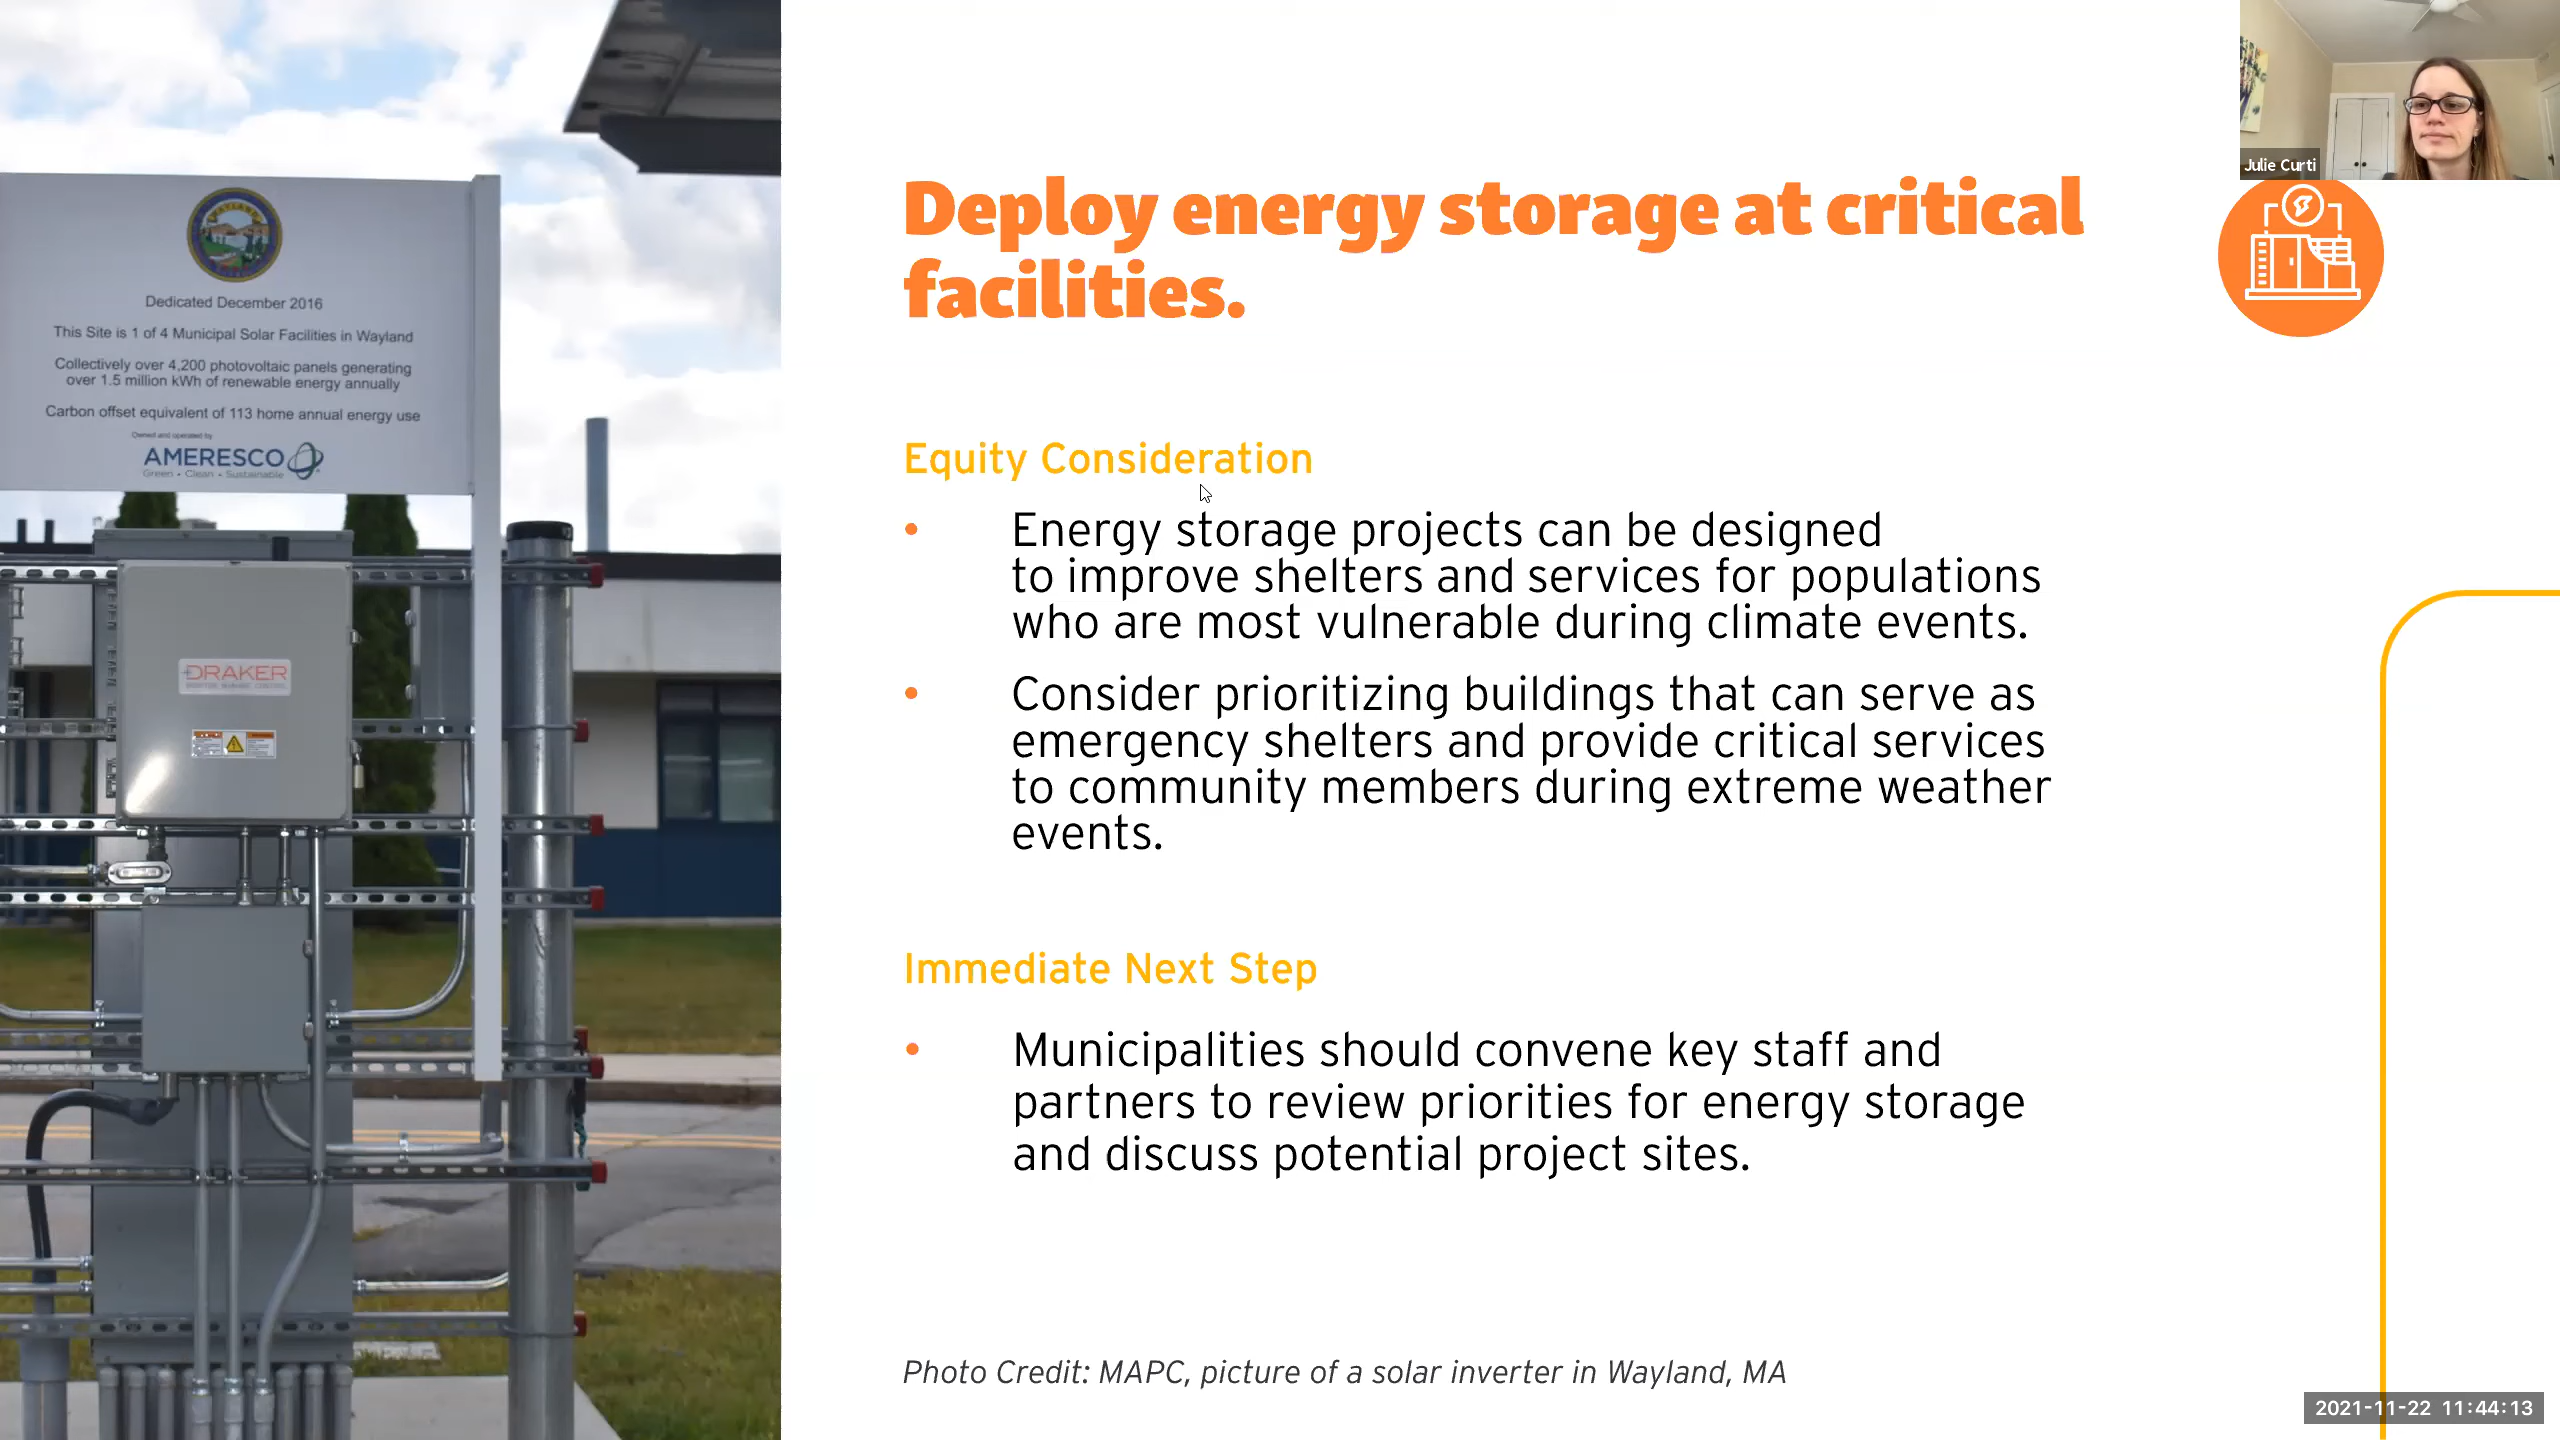 Julie Curti
Deploy energy storage at critical
facilities.
Equity Consideration
• Energy storage projects can be designed
to improve shelters and services for populations
who are most vulnerable during climate events.
• Consider prioritizing buildings that can serve as
emergency shelters and provide critical services
to community members during extreme weather
events.
Immediate Next Step
• Municipalities should convene key staff and
partners to review priorities for energy storage
and discuss potential project sites.
Photo Credit: MAPC, picture of a solar inverter in Wayland, MA
2021-11-22 11:44:13
WAYLAND
Dedicated December 2016
This Site is 1 of 4 Municipal Solar Facilities in Wayland
Collectively over 4,200 photovoltaic panels generating
over 1.5 million kWh of renewable energy annually
Carbon offset equivalent of 113 home annual energy use
Owned and operated by
AMERESCO
Green • Clean • Sustainable
DRAKER